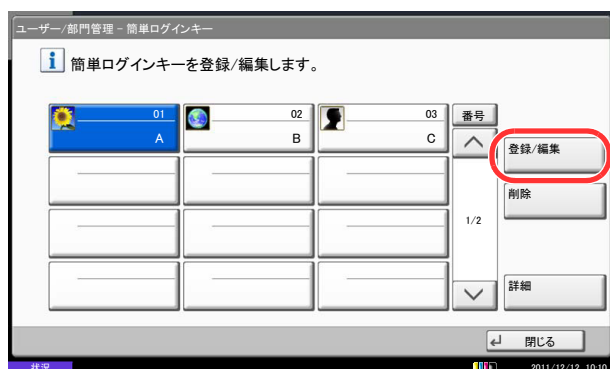 ユーザー/部門管理 - 簡単ログインキー
i 簡単ログインキーを登録/編集します。
01 02 03 番号
A B C
登録/編集
削除
1/2
詳細
閉じる
状況 2011/12/12 10:10